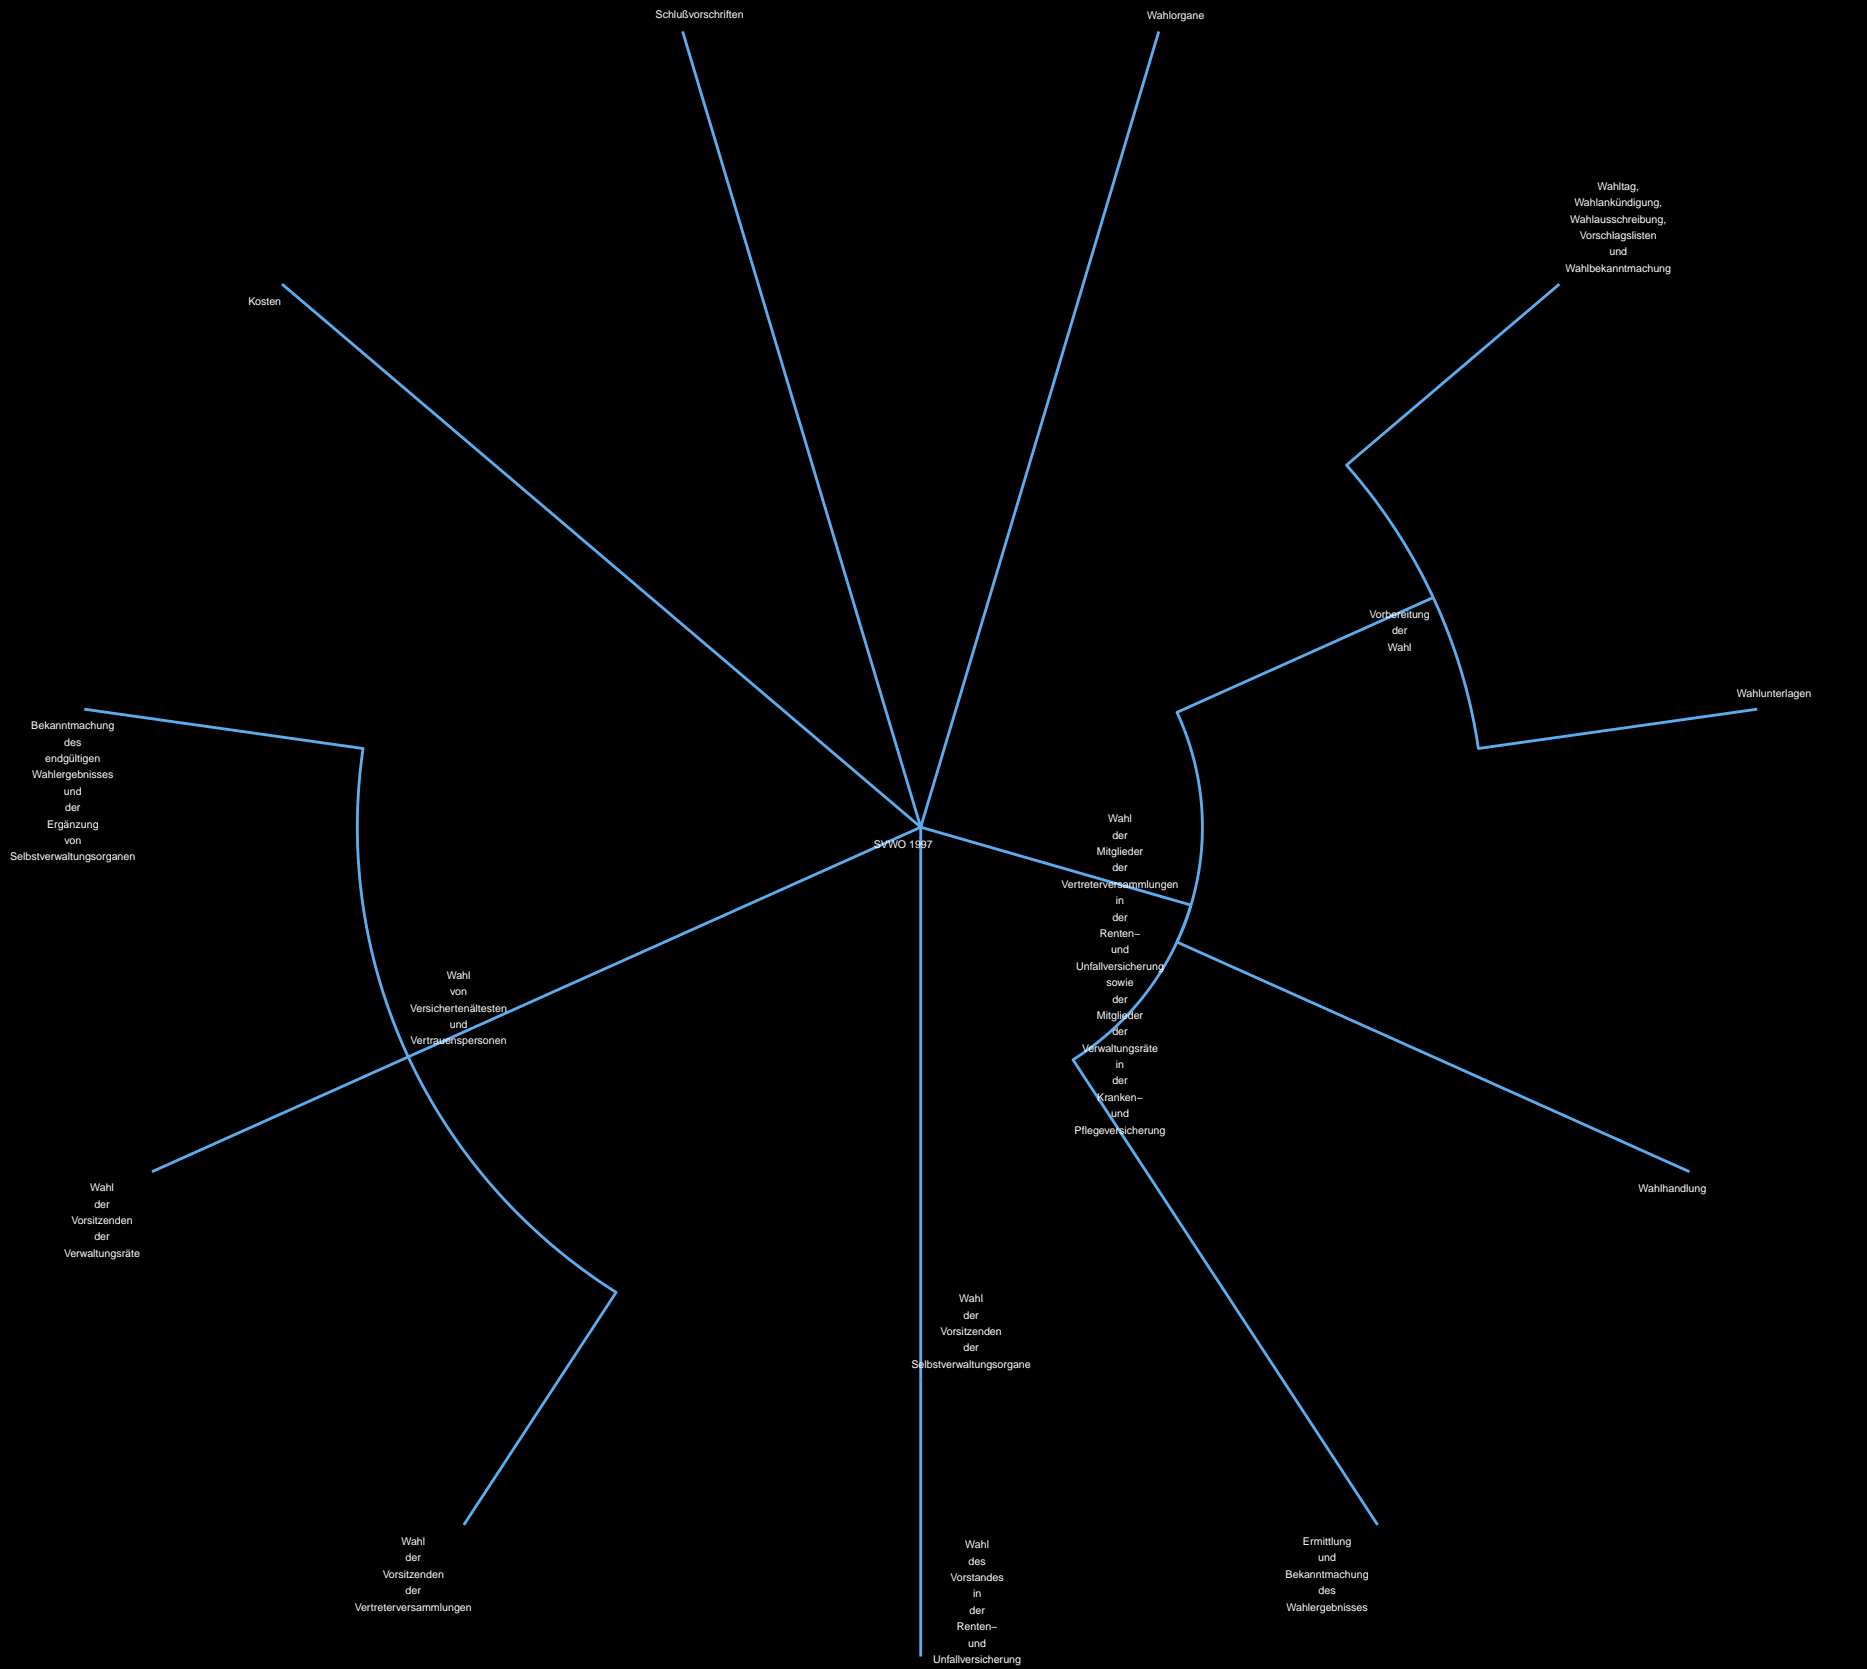 Schlußvorschriften
Wahlorgane
Wahltag,
Wahlankündigung,
Wahlausschreibung,
Vorschlagslisten
und
Wahlbekanntmachung
Kosten
Vorbereitung
der
Wahl
Wahlunterlagen
Bekanntmachung
des
endgültigen
Wahlergebnisses
und
der
Ergänzung
von
Selbstverwaltungsorganen
SVWO 1997
Wahl
der
Mitglieder
der
Vertreterversammlungen
in
der
Renten–
und
Unfallversicherung
sowie
der
Mitglieder
der
Verwaltungsräte
in
der
Kranken–
und
Pflegeversicherung
Wahl
von
Versichertenältesten
und
Vertrauenspersonen
Wahl
der
Vorsitzenden
der
Verwaltungsräte
Wahlhandlung
Wahl
der
Vorsitzenden
der
Selbstverwaltungsorgane
Wahl
der
Vorsitzenden
der
Vertreterversammlungen
Wahl
des
Vorstandes
in
der
Renten–
und
Unfallversicherung
Ermittlung
und
Bekanntmachung
des
Wahlergebnisses